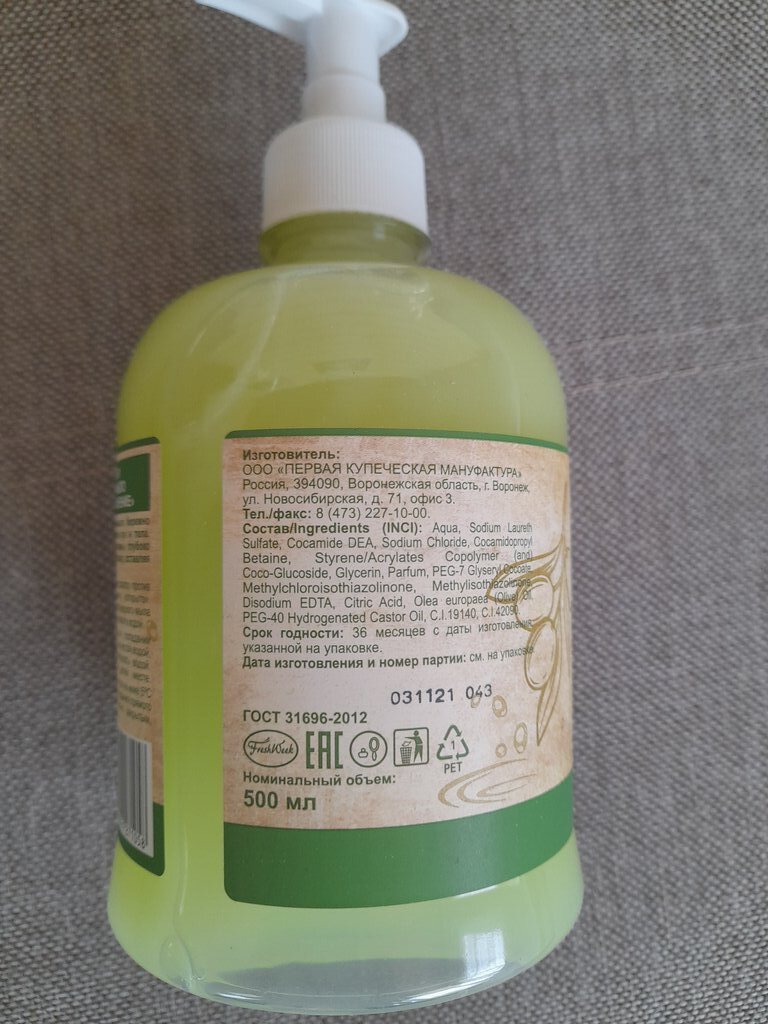 Изготовитель:
ООО «ПЕРВАЯ КУПЕЧЕСКАЯ МАНУФАКТУРА»
Россия, 394090, Воронежская область, г. Воронеж,
ул. Новосибирская, д. 71, офис 3.
Тел./факс: 8 (473) 227-10-00.
Состав/Ingredients (INCI): Aqua, Sodium Laureth
Sulfate, Cocamide DEA, Sodium Chloride, Cocamidopropyl
Betaine, Styrene/Acrylates Copolymer (and)
Coco-Glucoside, Glycerin, Parfum, PEG-7 Glyseryl Cocoate,
Methylchloroisothiazolinone, Methylisothiazolinone,
Disodium EDTA, Citric Acid, Olea europaea (Olive) Oil,
PEG-40 Hydrogenated Castor Oil, C.I.19140, C.I.42090.
Срок годности: 36 месяцев с даты изготовления,
указанной на упаковке.
Дата изготовления и номер партии: см. на упаковке
031121 043
ГОСТ 31696-2012
FreshWeek EAC 1
PET
Номинальный объем:
500 мл